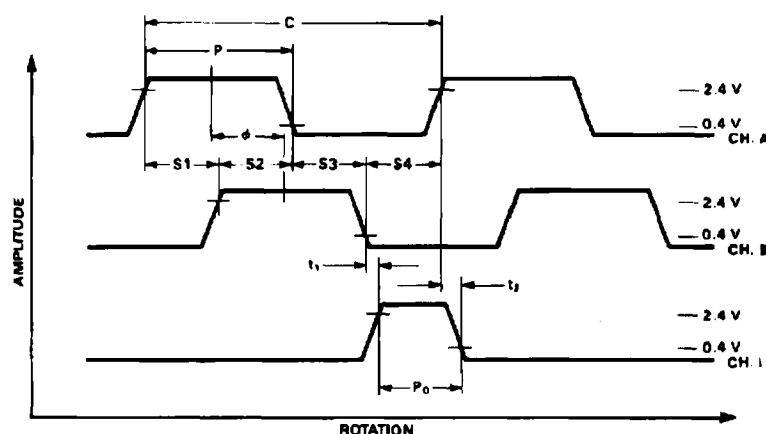 C
P
2.4 V
0.4 V
CH. A
ϕ
S1 S2 S3 S4
2.4 V
0.4 V
CH. B
t₁
t₂
2.4 V
0.4 V
CH. I
P₀
AMPLITUDE
ROTATION